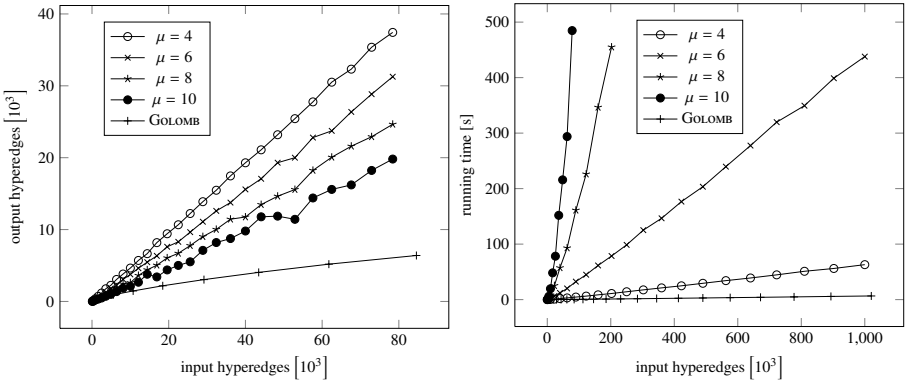 μ = 4
μ = 6
μ = 8
μ = 10
GOLOMB
40
30
20
10
0
0
20
40
60
80
output hyperedges [10³]
input hyperedges [10³]
μ = 4
μ = 6
μ = 8
μ = 10
GOLOMB
500
400
300
200
100
0
0
200
400
600
800
1,000
running time [s]
input hyperedges [10³]